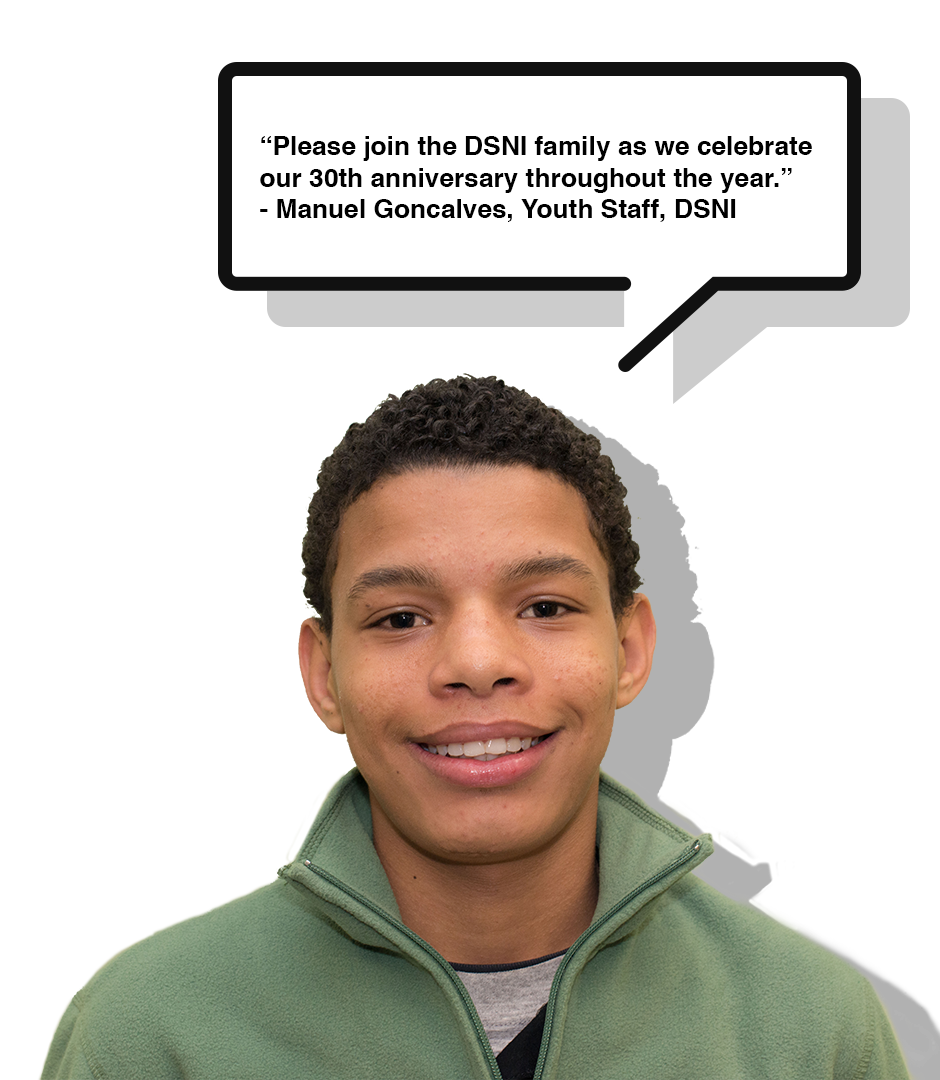 “Please join the DSNI family as we celebrate
our 30th anniversary throughout the year.”
- Manuel Goncalves, Youth Staff, DSNI